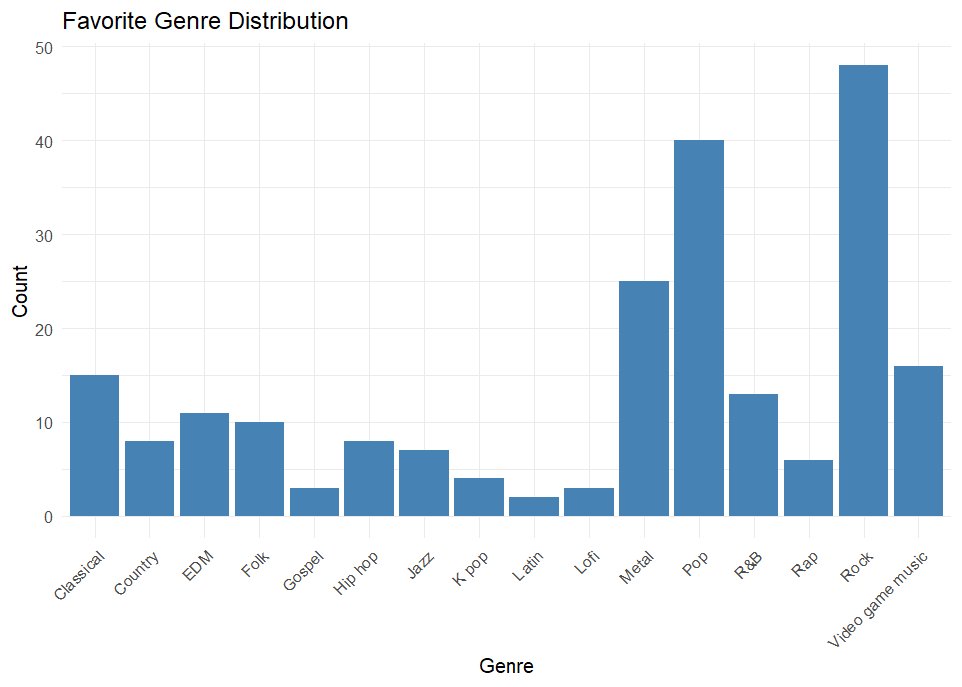 Favorite Genre Distribution
50
40
30
20
10
0
Count
Classical
Country
EDM
Folk
Gospel
Hip hop
Jazz
K pop
Latin
Lofi
Metal
Pop
R&B
Rap
Rock
Video game music
Genre